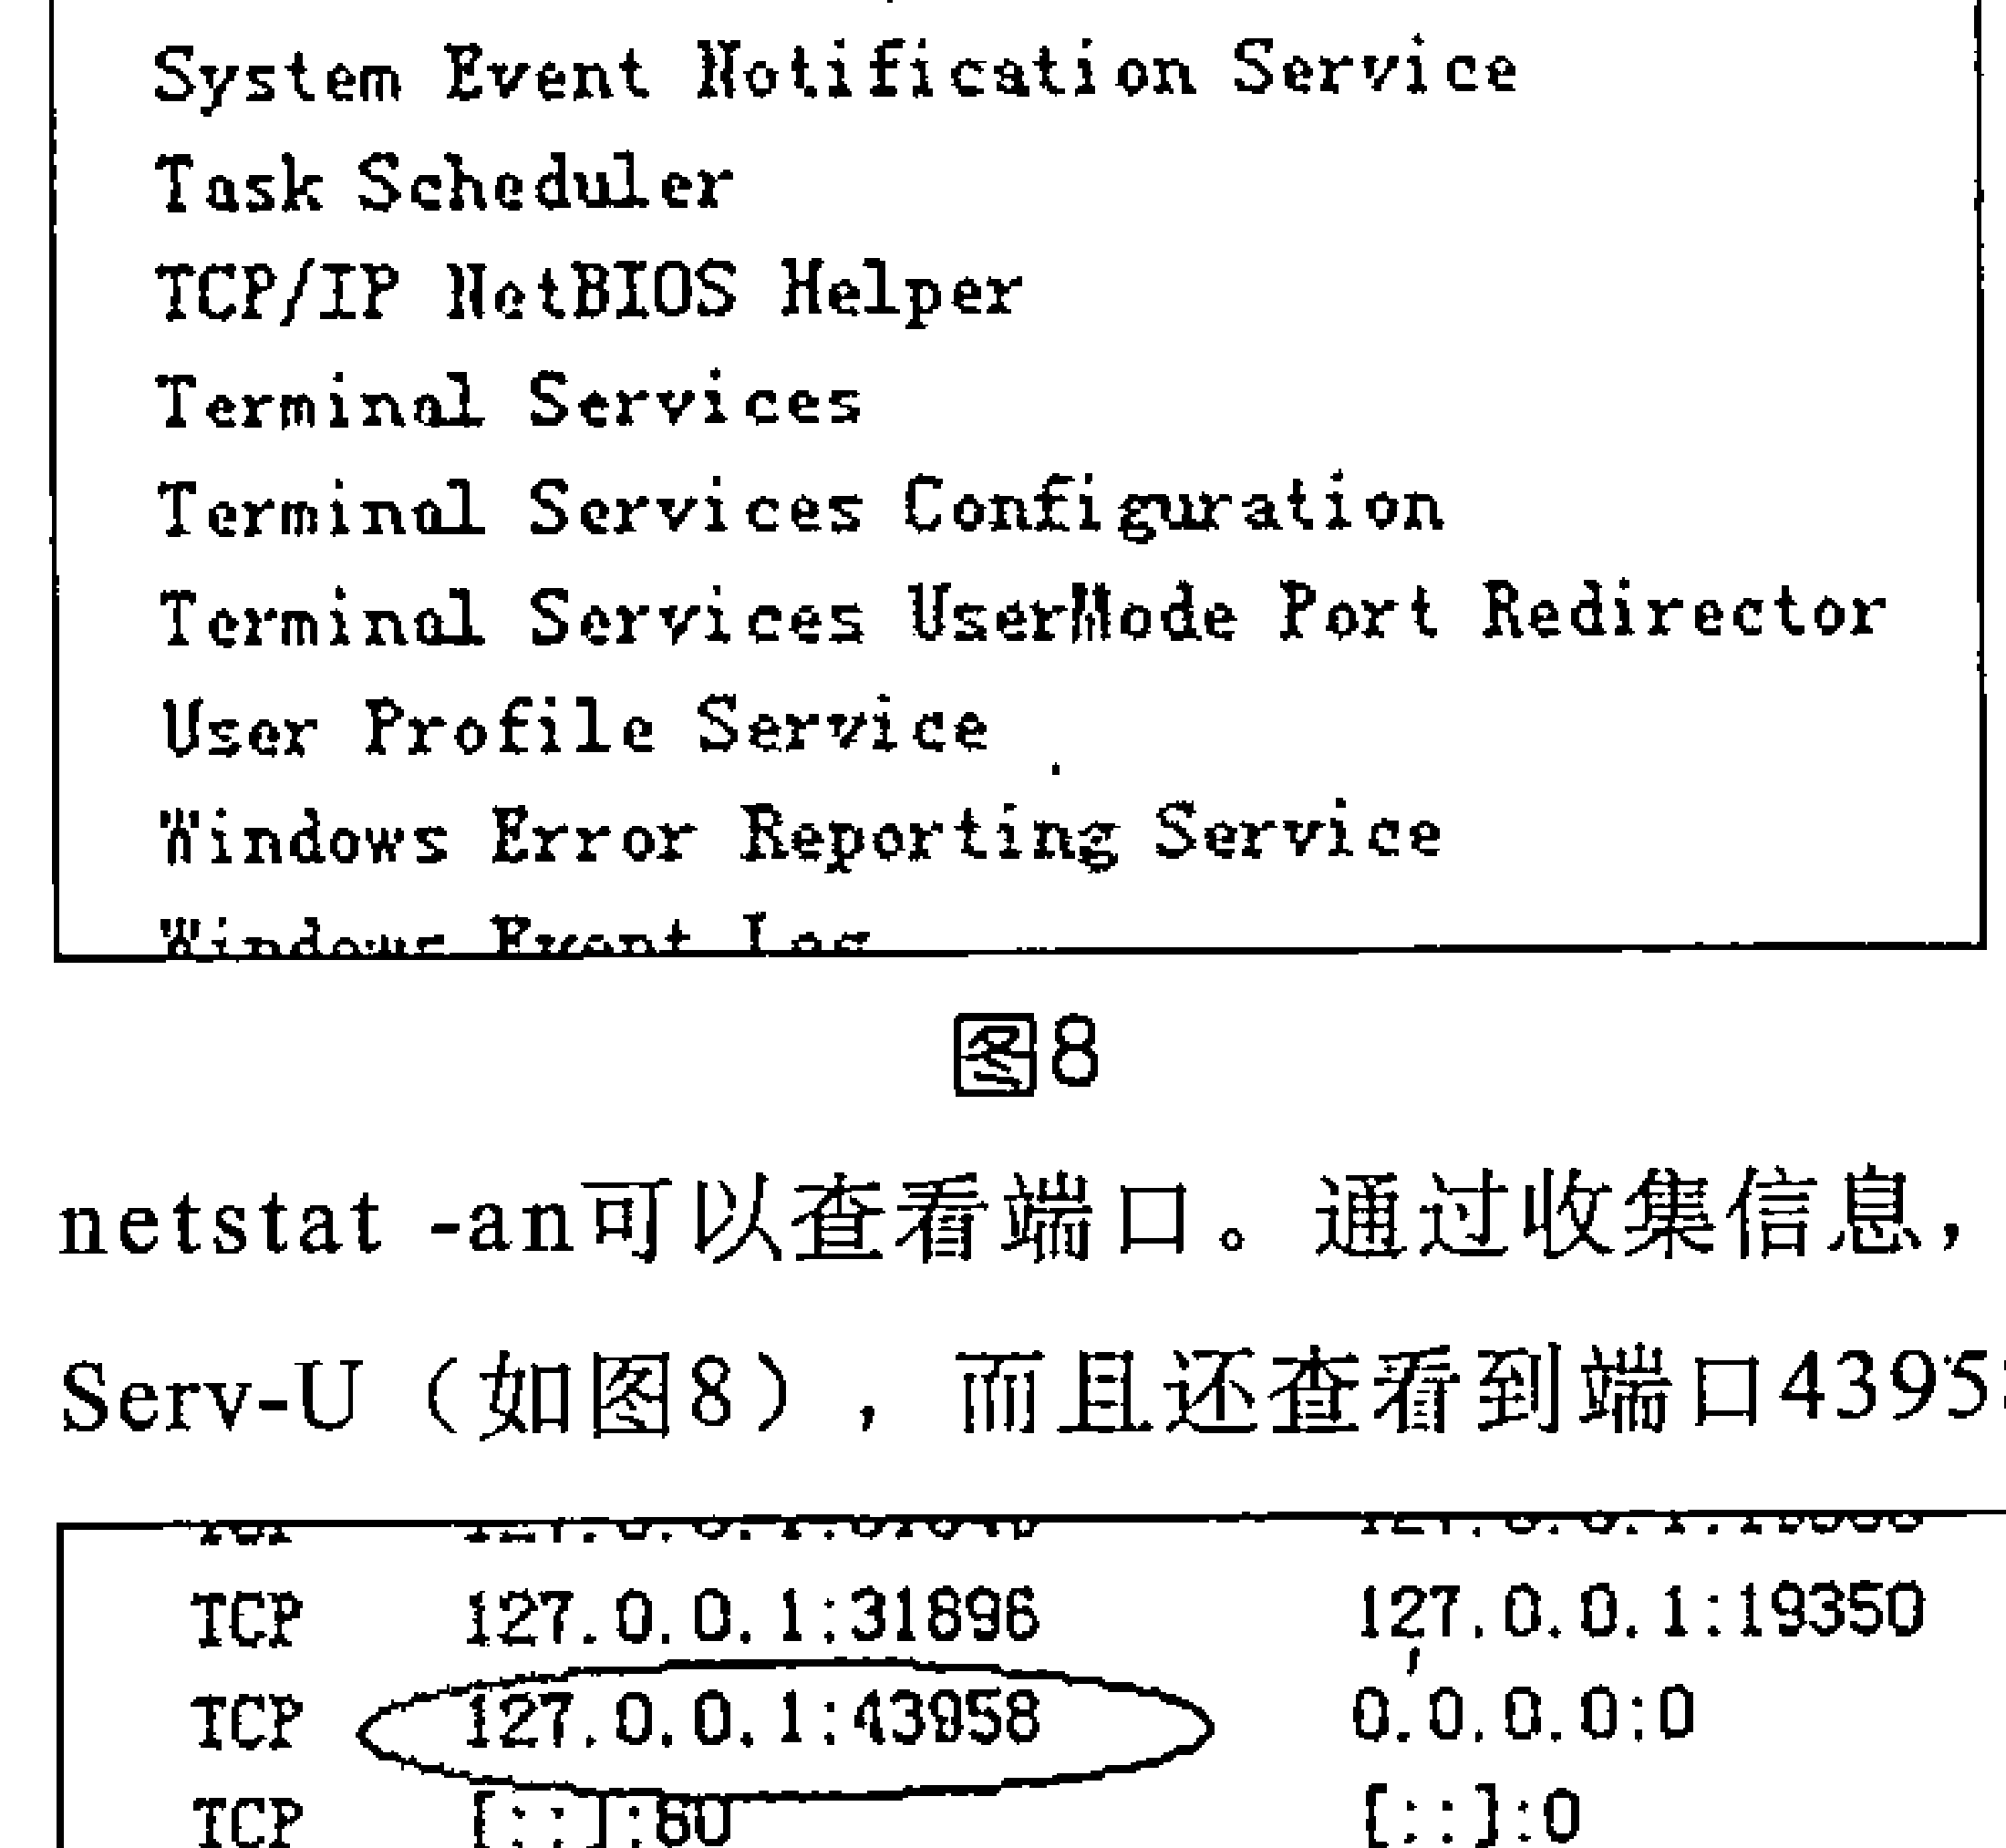 System Event Notification Service
Task Scheduler
TCP/IP NetBIOS Helper
Terminal Services
Terminal Services Configuration
Terminal Services UserMode Port Redirector
User Profile Service
Windows Error Reporting Service
Windows Event Log
图8
netstat -an可以查看端口。通过收集信息，
Serv-U（如图8），而且还查看到端口4395
TCP 127.0.0.1:31896 127.0.0.1:19350
TCP 127.0.0.1:43958 0.0.0.0:0
TCP [::]:80 [::]:0